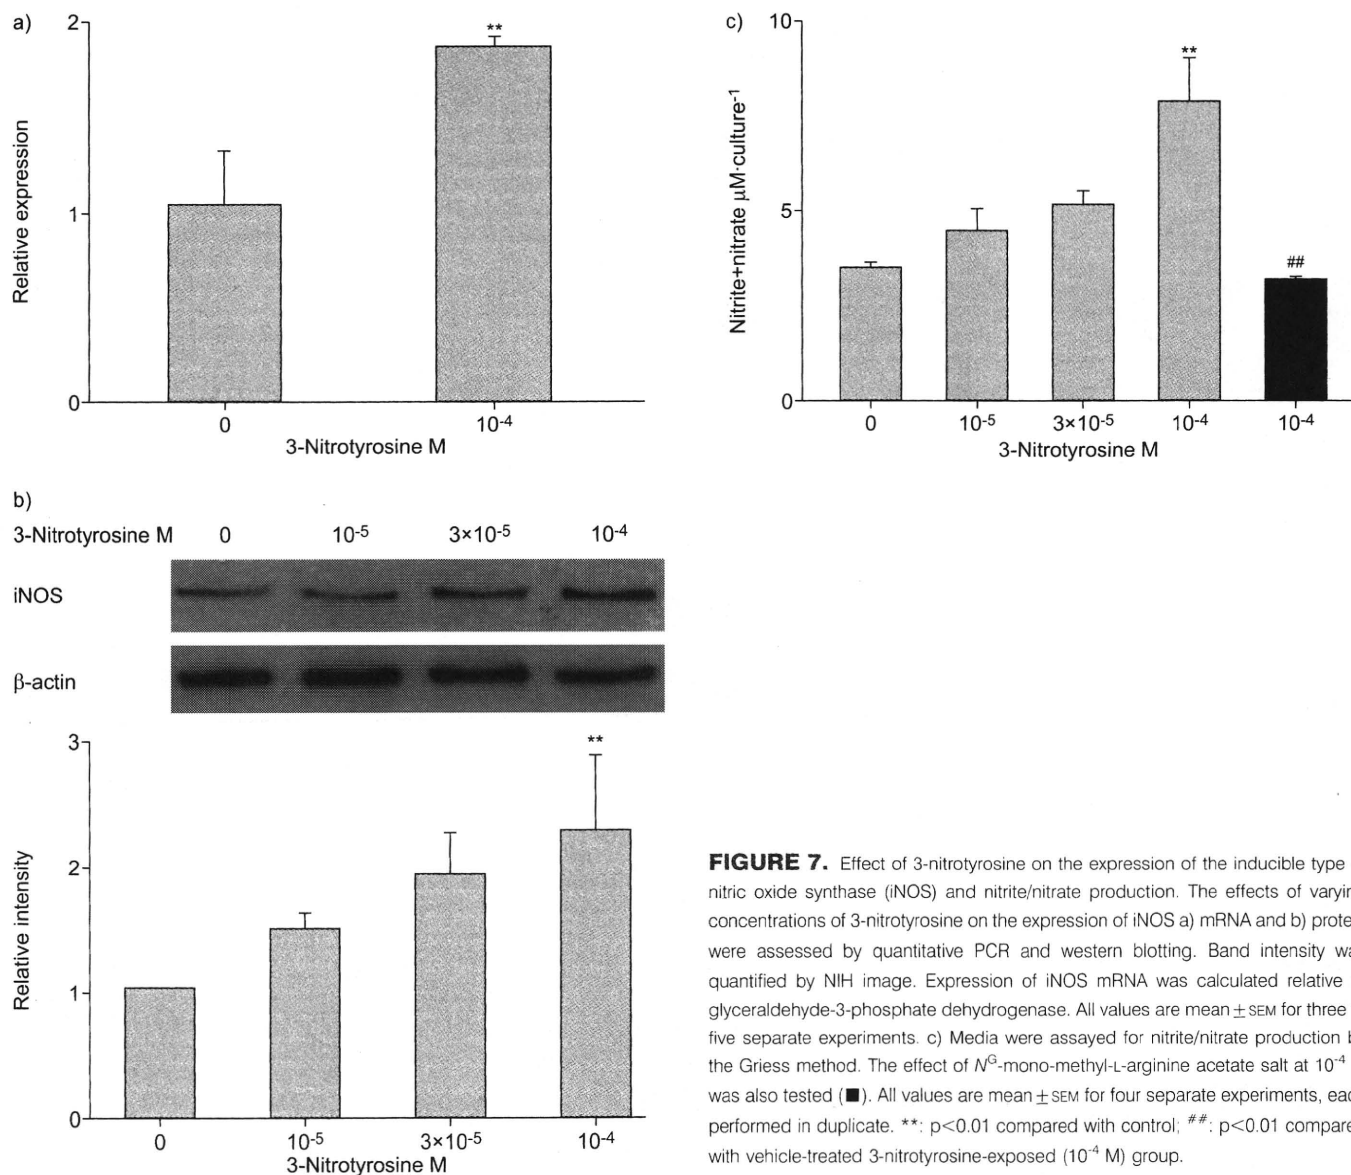 a)
2
**
1
0
Relative expression
0
10⁻⁴
3-Nitrotyrosine M
b)
3-Nitrotyrosine M 0 10⁻⁵ 3×10⁻⁵ 10⁻⁴
iNOS
β-actin
3
**
2
1
0
Relative intensity
0 10⁻⁵ 3×10⁻⁵ 10⁻⁴
3-Nitrotyrosine M
c)
10
**
5
##
0
Nitrite+nitrate μM·culture⁻¹
0 10⁻⁵ 3×10⁻⁵ 10⁻⁴ 10⁻⁴
3-Nitrotyrosine M
FIGURE 7. Effect of 3-nitrotyrosine on the expression of the inducible type
nitric oxide synthase (iNOS) and nitrite/nitrate production. The effects of
concentrations of 3-nitrotyrosine on the expression of iNOS a) mRNA and b)
were assessed by quantitative PCR and western blotting. Band intensity
quantified by NIH image. Expression of iNOS mRNA was calculated relative
glyceraldehyde-3-phosphate dehydrogenase. All values are mean±SEM for three
five separate experiments. c) Media were assayed for nitrite/nitrate production
the Griess method. The effect of Nᴳ-mono-methyl-L-arginine acetate salt at 10⁻⁴
was also tested (■). All values are mean±SEM for four separate experiments,
performed in duplicate. **: p<0.01 compared with control; ##: p<0.01
with vehicle-treated 3-nitrotyrosine-exposed (10⁻⁴ M) group.